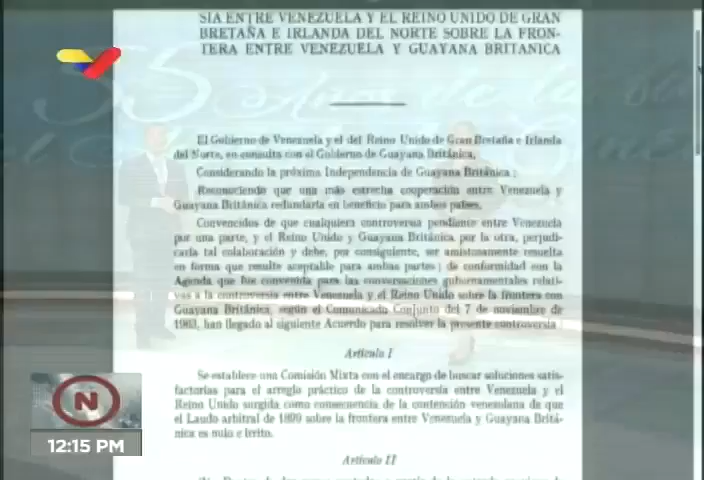 SIA ENTRE VENEZUELA Y EL REINO UNIDO DE GRAN
BRETAÑA E IRLANDA DEL NORTE SOBRE LA FRON-
TERA ENTRE VENEZUELA Y GUAYANA BRITANICA
55 Años de la
El Gobierno de Venezuela y el del Reino Unido de Gran Bretaña e Irlanda
del Norte, en consulta con el Gobierno de Guayana Británica,
Considerando la próxima Independencia de Guayana Británica;
Reconociendo que una más estrecha cooperación entre Venezuela y
Guayana Británica redundaría en beneficio para ambos países,
Convencidos de que cualquiera controversia pendiente entre Venezuela
por una parte, y el Reino Unido y Guayana Británica por la otra, perjudi-
caría tal colaboración y debe, por consiguiente, ser amistosamente resuelta
en forma que resulte aceptable para ambas partes; de conformidad con la
Agenda que fue convenida para las conversaciones gubernamentales relati-
vas a la controversia entre Venezuela y el Reino Unido sobre la frontera con
Guayana Británica, según el Comunicado Conjunto del 7 de noviembre de
1963, han llegado al siguiente Acuerdo para resolver la presente controversia:
Artículo I
Se establece una Comisión Mixta con el encargo de buscar soluciones satis-
factorias para el arreglo práctico de la controversia entre Venezuela y el
Reino Unido surgida como consecuencia de la contención venezolana de que
el Laudo arbitral de 1899 sobre la frontera entre Venezuela y Guayana Britá-
nica es nulo e írrito.
Artículo II
N
12:15 PM